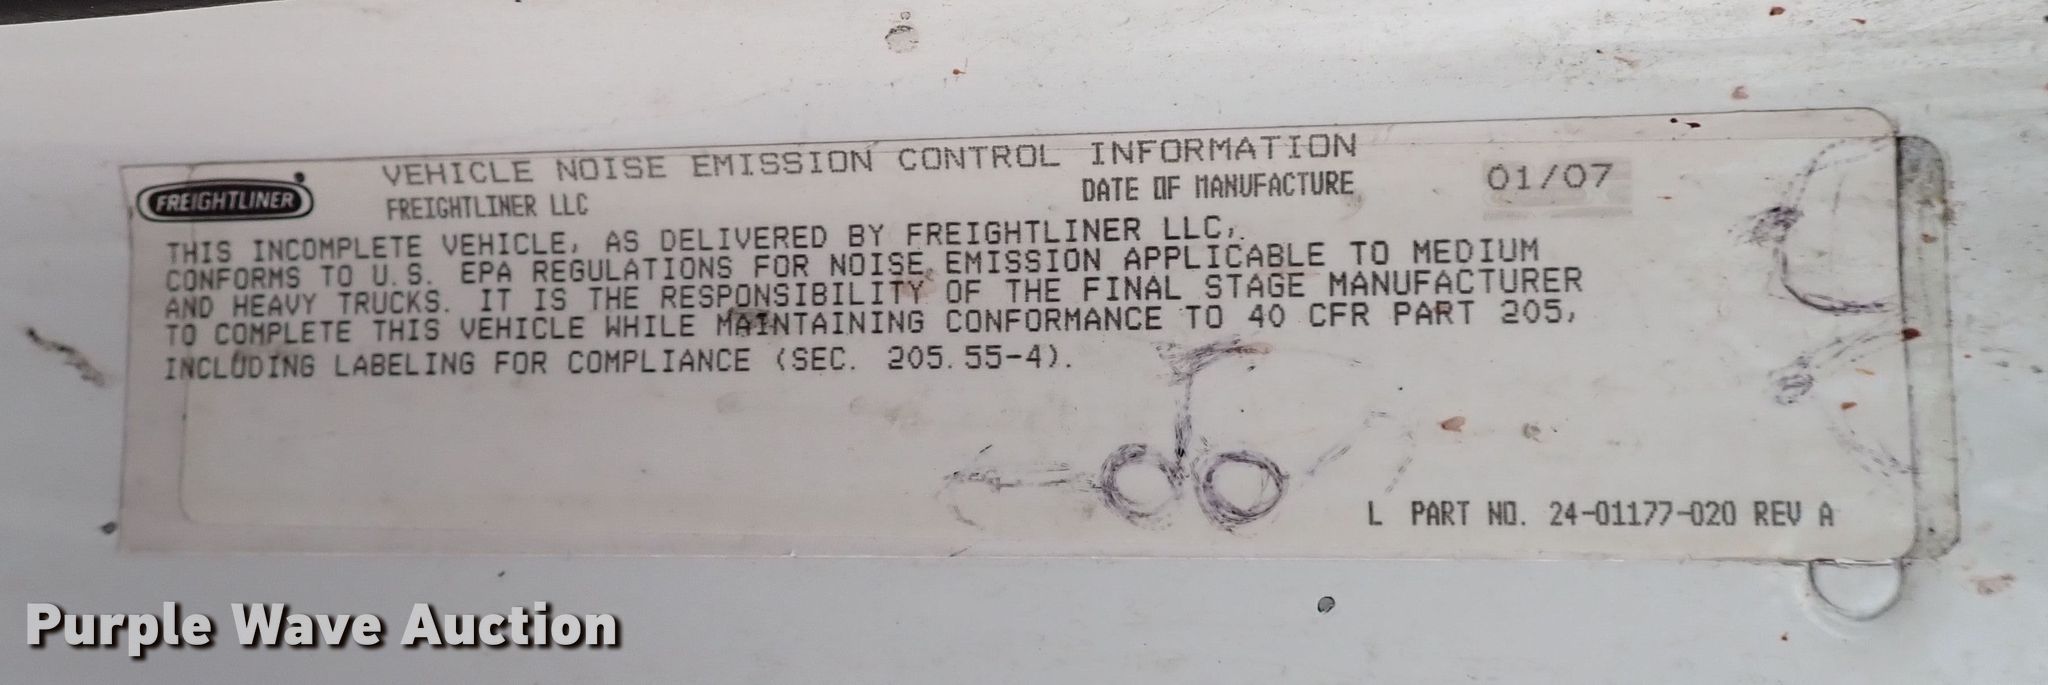 VEHICLE NOISE EMISSION CONTROL INFORMATION
FREIGHTLINER
FREIGHTLINER LLC
DATE OF MANUFACTURE 01/07
THIS INCOMPLETE VEHICLE, AS DELIVERED BY FREIGHTLINER LLC,
CONFORMS TO U.S. EPA REGULATIONS FOR NOISE EMISSION APPLICABLE TO MEDIUM
AND HEAVY TRUCKS. IT IS THE RESPONSIBILITY OF THE FINAL STAGE MANUFACTURER
TO COMPLETE THIS VEHICLE WHILE MAINTAINING CONFORMANCE TO 40 CFR PART 205,
INCLUDING LABELING FOR COMPLIANCE (SEC. 205.55-4).
L PART NO. 24-01177-020 REV A
Purple Wave Auction